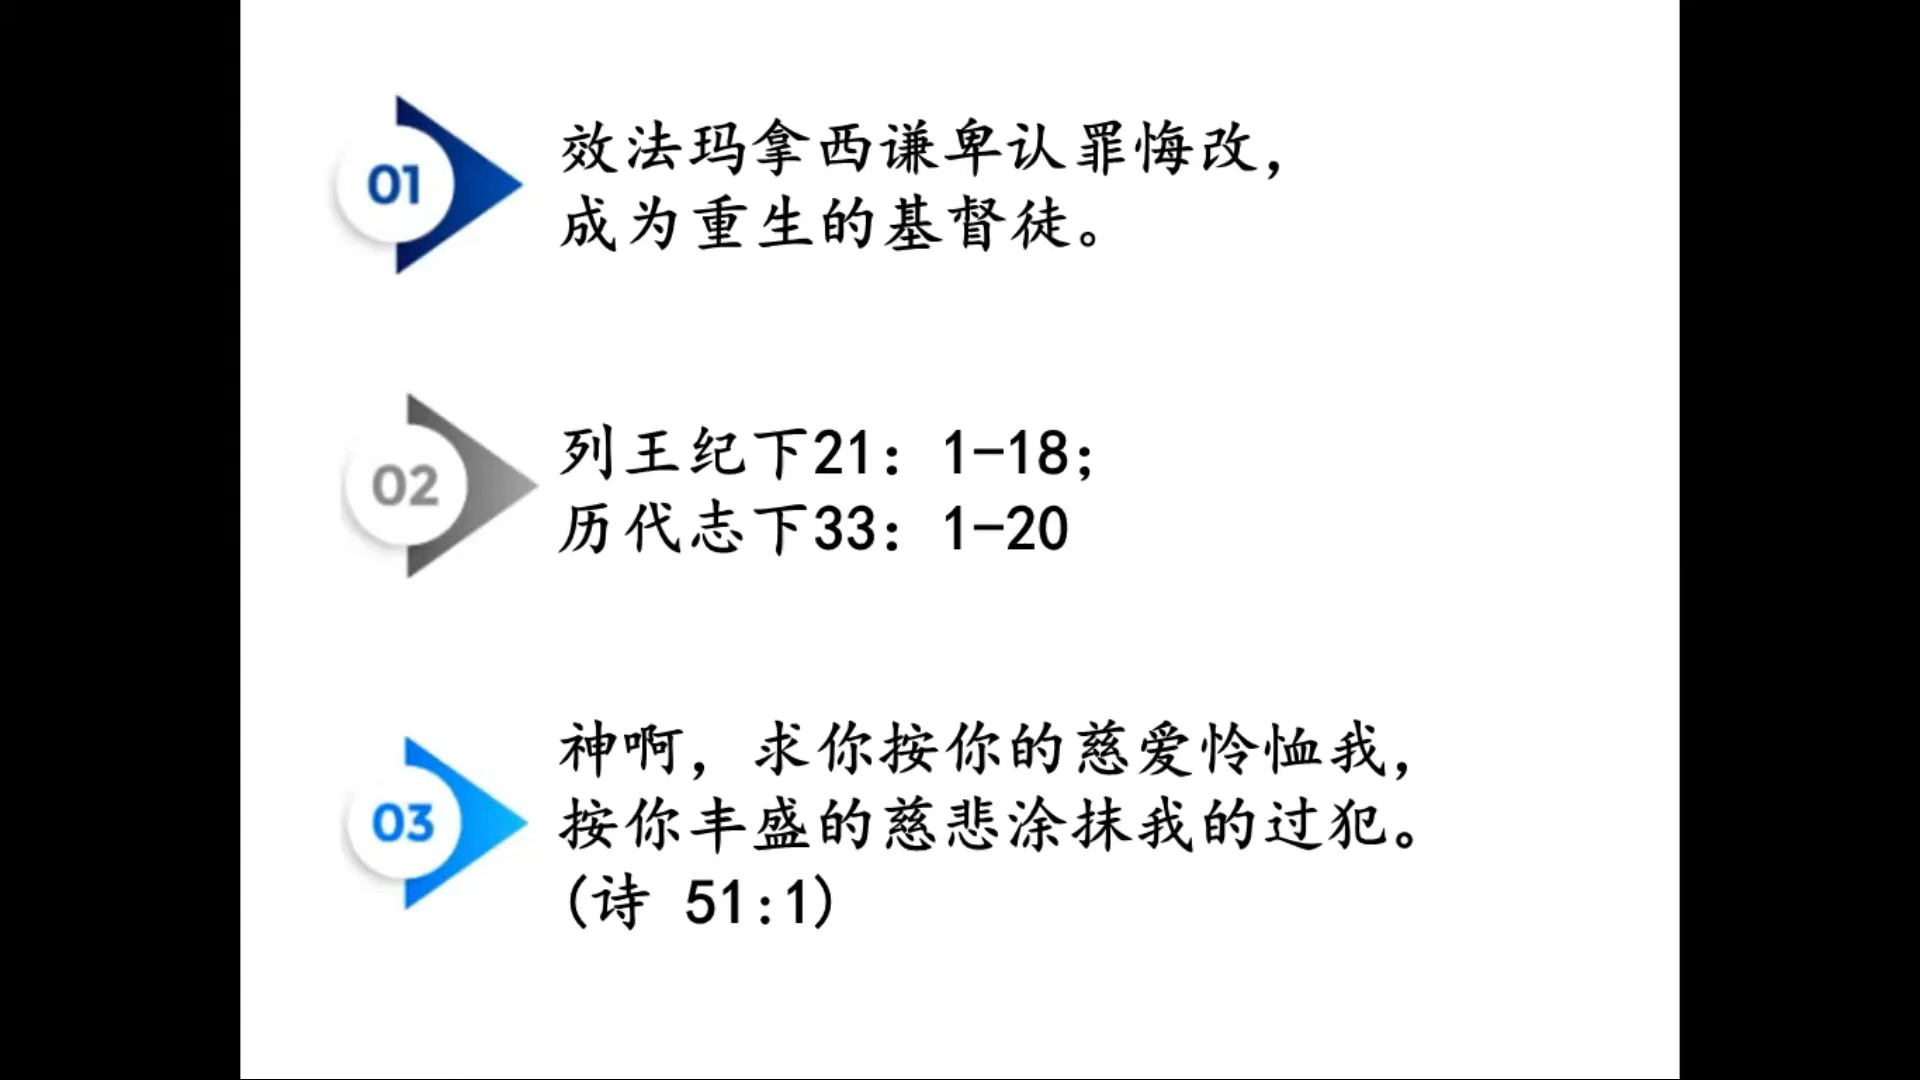 01
效法玛拿西谦卑认罪悔改，
成为重生的基督徒。
02
列王纪下21：1-18；
历代志下33：1-20
03
神啊，求你按你的慈爱怜恤我，
按你丰盛的慈悲涂抹我的过犯。
(诗 51:1)